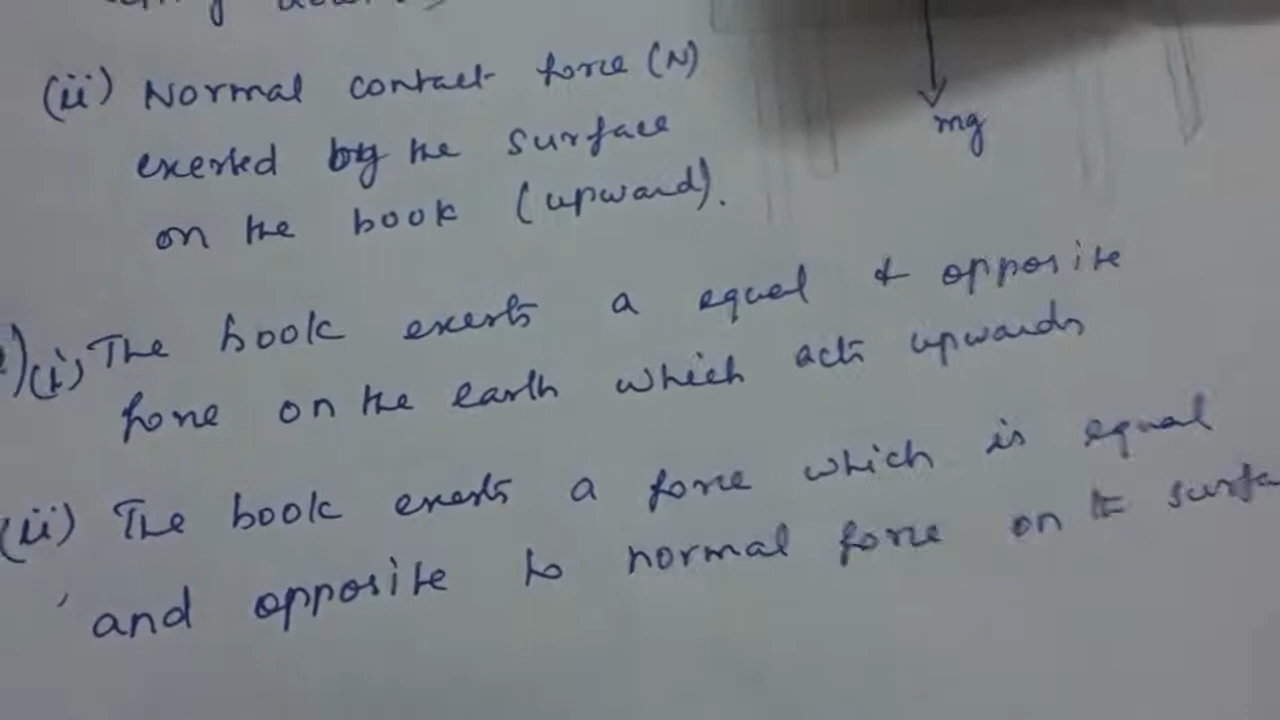 (ii) Normal contact force (N)
mg
exerted by the surface
on the book (upward).
(i) The book exerts a equal & opposite
force on the earth which acts upwards
(ii) The book exerts a force which is equal
and opposite to normal force on